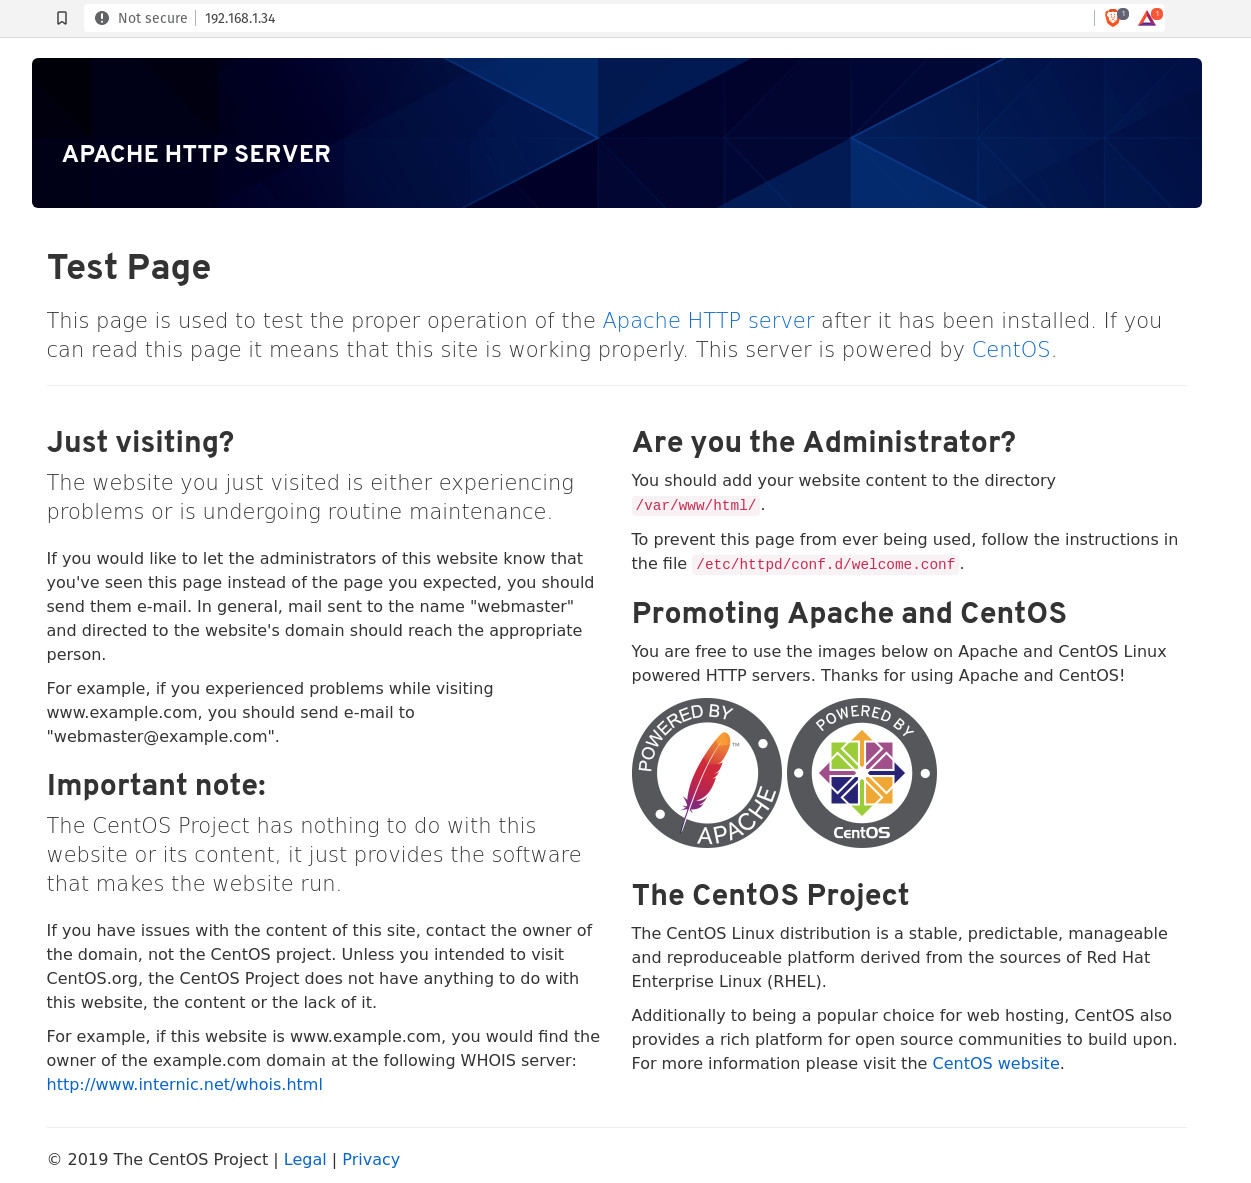 Not secure
192.168.1.34
1
1
APACHE HTTP SERVER
Test Page
This page is used to test the proper operation of the Apache HTTP server after it has been installed. If you
can read this page it means that this site is working properly. This server is powered by CentOS.
Just visiting?
The website you just visited is either experiencing
problems or is undergoing routine maintenance.
If you would like to let the administrators of this website know that
you've seen this page instead of the page you expected, you should
send them e-mail. In general, mail sent to the name "webmaster"
and directed to the website's domain should reach the appropriate
person.
For example, if you experienced problems while visiting
www.example.com, you should send e-mail to
"webmaster@example.com".
Important note:
The CentOS Project has nothing to do with this
website or its content, it just provides the software
that makes the website run.
If you have issues with the content of this site, contact the owner of
the domain, not the CentOS project. Unless you intended to visit
CentOS.org, the CentOS Project does not have anything to do with
this website, the content or the lack of it.
For example, if this website is www.example.com, you would find the
owner of the example.com domain at the following WHOIS server:
http://www.internic.net/whois.html
Are you the Administrator?
You should add your website content to the directory
/var/www/html/.
To prevent this page from ever being used, follow the instructions in
the file /etc/httpd/conf.d/welcome.conf.
Promoting Apache and CentOS
You are free to use the images below on Apache and CentOS Linux
powered HTTP servers. Thanks for using Apache and CentOS!
POWERED BY
TM
APACHE
POWERED BY
CentOS
The CentOS Project
The CentOS Linux distribution is a stable, predictable, manageable
and reproduceable platform derived from the sources of Red Hat
Enterprise Linux (RHEL).
Additionally to being a popular choice for web hosting, CentOS also
provides a rich platform for open source communities to build upon.
For more information please visit the CentOS website.
© 2019 The CentOS Project | Legal | Privacy